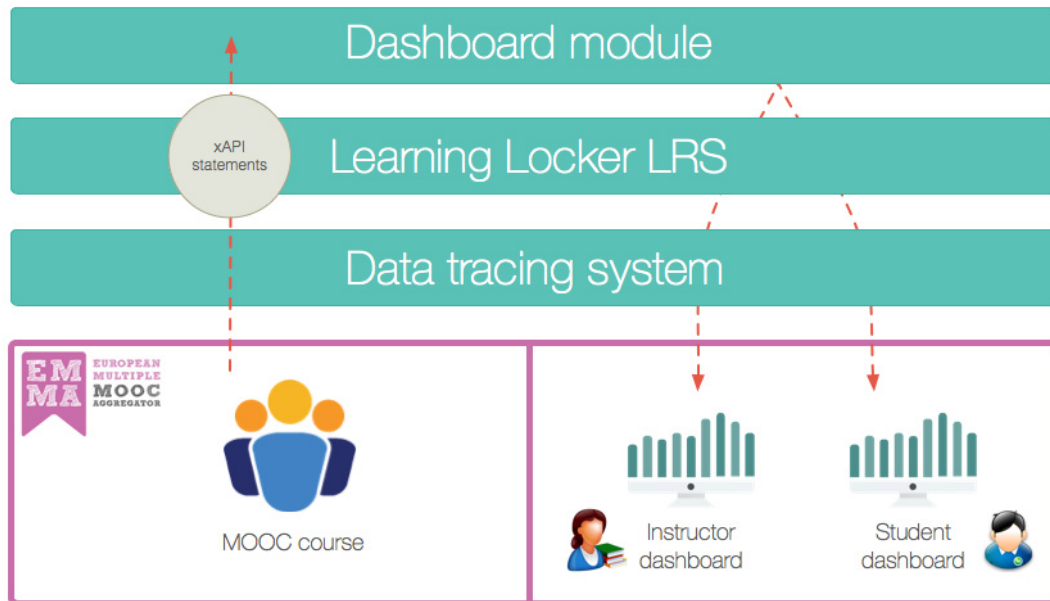 Dashboard module
xAPI
statements
Learning Locker LRS
Data tracing system
EM
MA
EUROPEAN
MULTIPLE
MOOC
AGGREGATOR
MOOC course
Instructor
dashboard
Student
dashboard